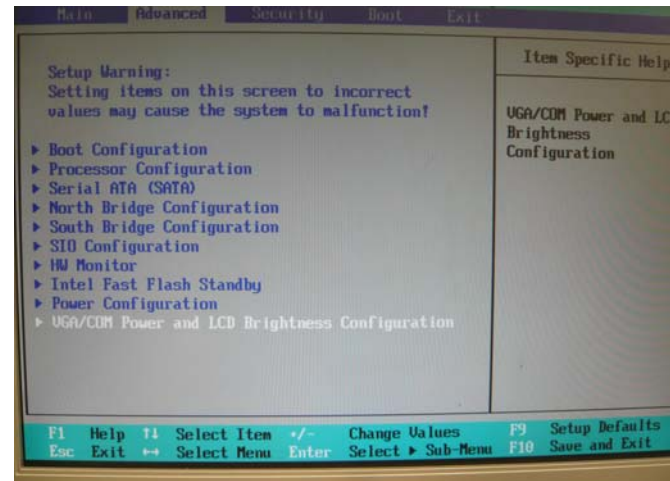 Main Advanced Security Boot Exit
Setup Warning:
Setting items on this screen to incorrect
values may cause the system to malfunction!
Boot Configuration
Processor Configuration
Serial ATA (SATA)
North Bridge Configuration
South Bridge Configuration
SIO Configuration
HW Monitor
Intel Fast Flash Standby
Power Configuration
VGA/COM Power and LCD Brightness Configuration
Item Specific Help
VGA/COM Power and LC
Brightness
Configuration
F1 Help ↑↓ Select Item +/- Change Values F9 Setup Defaults
Esc Exit ↔ Select Menu Enter Select ▶ Sub-Menu F10 Save and Exit